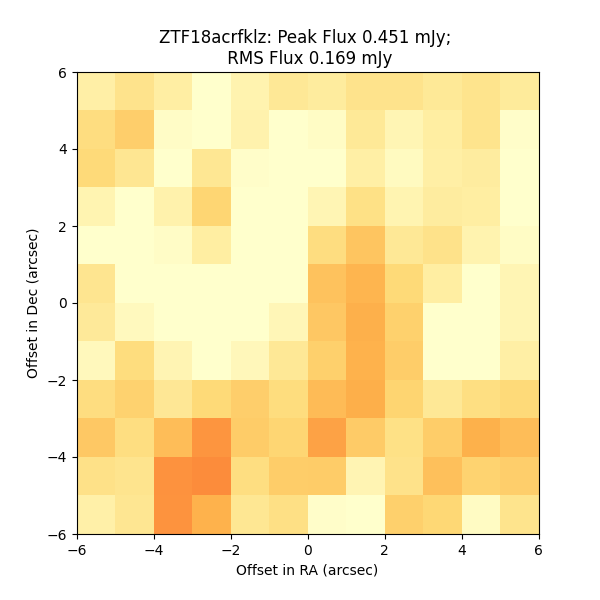 ZTF18acrfklz: Peak Flux 0.451 mJy;
RMS Flux 0.169 mJy
6
4
2
0
−2
−4
−6
Offset in Dec (arcsec)
−6 −4 −2 0 2 4 6
Offset in RA (arcsec)